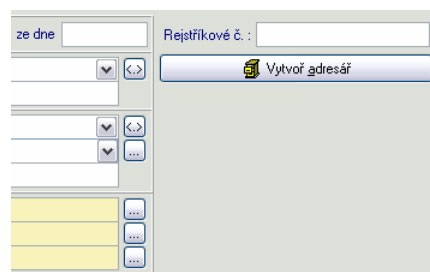 ze dne
Rejstříkové č. :
<.>
Vytvoř adresář
<.>
...
...
...
...